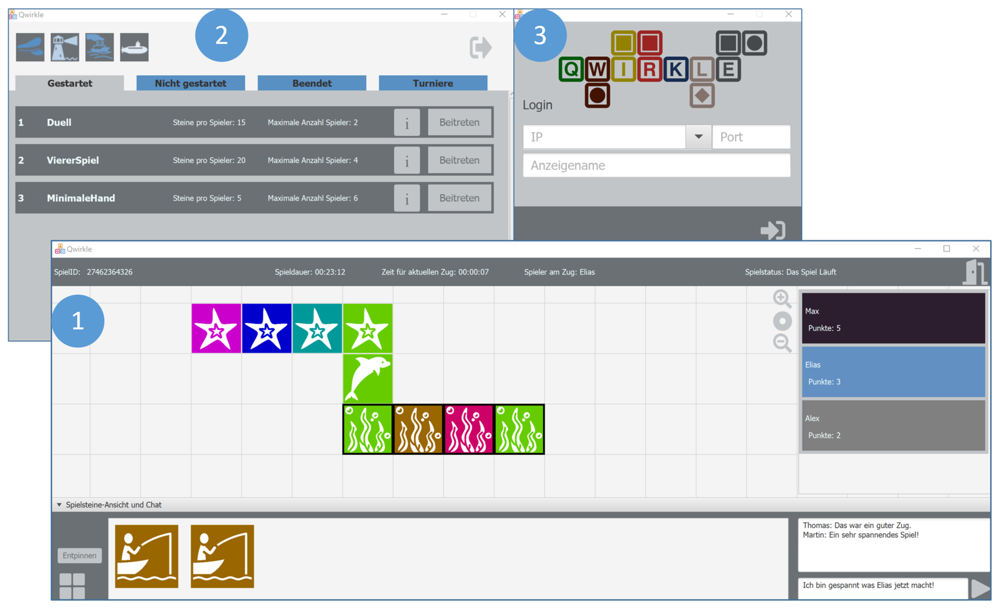 Qwirkle
2
Gestartet
Nicht gestartet
Beendet
Turniere
1 Duell Steine pro Spieler: 15 Maximale Anzahl Spieler: 2 i Beitreten
2 ViererSpiel Steine pro Spieler: 20 Maximale Anzahl Spieler: 4 i Beitreten
3 MinimaleHand Steine pro Spieler: 5 Maximale Anzahl Spieler: 6 i Beitreten
3
QWIRKLE
Login
IP
Port
Anzeigename
Qwirkle
SpielID: 27462364326 Spieldauer: 00:23:12 Zeit für aktuellen Zug: 00:00:07 Spieler am Zug: Elias Spielstatus: Das Spiel Läuft
1
Max
Punkte: 5
Elias
Punkte: 3
Alex
Punkte: 2
Spielsteine-Ansicht und Chat
Entpinnen
Thomas: Das war ein guter Zug.
Martin: Ein sehr spannendes Spiel!
Ich bin gespannt was Elias jetzt macht!